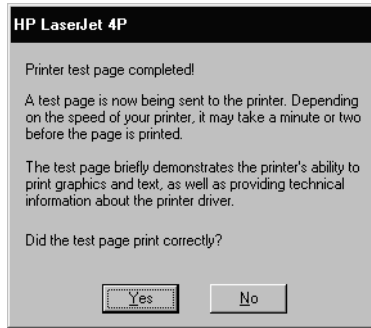 HP LaserJet 4P
Printer test page completed!
A test page is now being sent to the printer. Depending
on the speed of your printer, it may take a minute or two
before the page is printed.
The test page briefly demonstrates the printer's ability to
print graphics and text, as well as providing technical
information about the printer driver.
Did the test page print correctly?
Yes No